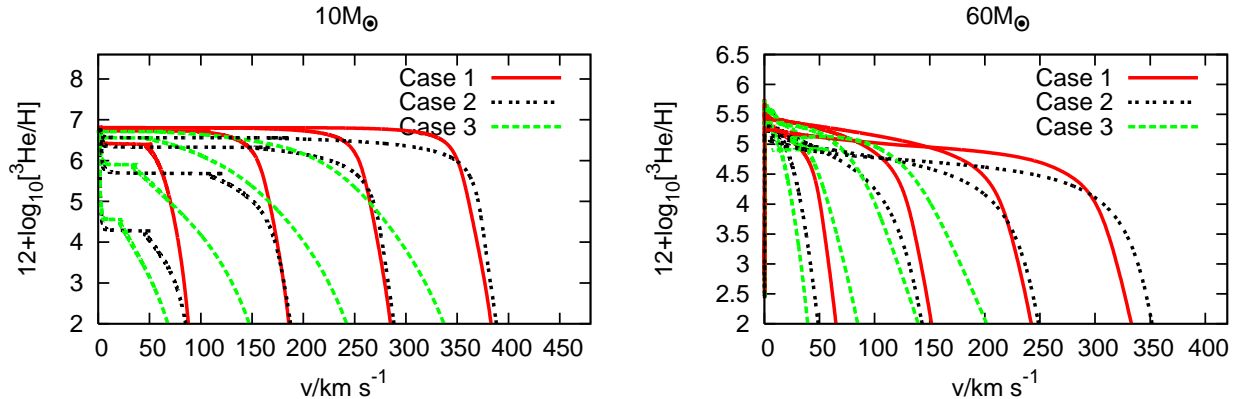 10M☉
60M☉
12+log₁₀[³He/H]
8
7
6
5
4
3
2
Case 1
Case 2
Case 3
0 50 100 150 200 250 300 350 400 450
v/km s⁻¹
12+log₁₀[³He/H]
6.5
6
5.5
5
4.5
4
3.5
3
2.5
2
Case 1
Case 2
Case 3
0 50 100 150 200 250 300 350 400
v/km s⁻¹